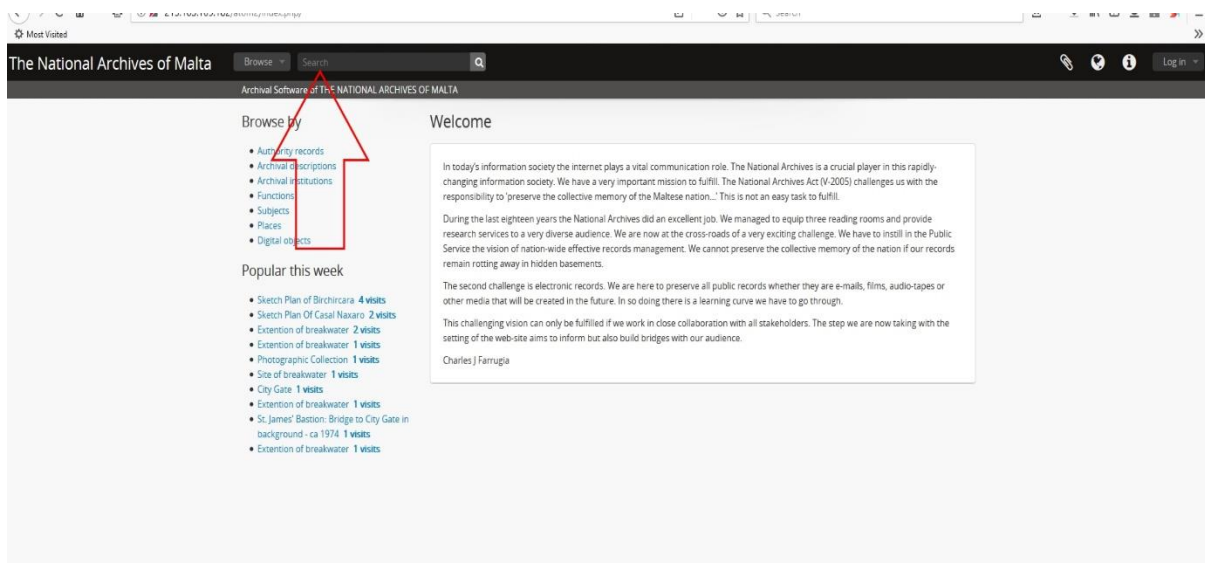 Search
Most Visited
The National Archives of Malta
Browse
Search
Log in
Archival Software of THE NATIONAL ARCHIVES OF MALTA
Browse by
Authority records
Archival descriptions
Archival institutions
Functions
Subjects
Places
Digital objects
Popular this week
Sketch Plan of Birchircara 4 visits
Sketch Plan Of Casal Naxaro 2 visits
Extention of breakwater 2 visits
Extention of breakwater 1 visits
Photographic Collection 1 visits
Site of breakwater 1 visits
City Gate 1 visits
Extention of breakwater 1 visits
St. James' Bastion: Bridge to City Gate in
background - ca 1974 1 visits
Extention of breakwater 1 visits
Welcome
In today's information society the internet plays a vital communication role. The National Archives is a crucial player in this rapidly-
changing information society. We have a very important mission to fulfill. The National Archives Act (V-2005) challenges us with the
responsibility to 'preserve the collective memory of the Maltese nation...' This is not an easy task to fulfill.
During the last eighteen years the National Archives did an excellent job. We managed to equip three reading rooms and provide
research services to a very diverse audience. We are now at the cross-roads of a very exciting challenge. We have to instill in the Public
Service the vision of nation-wide effective records management. We cannot preserve the collective memory of the nation if our records
remain rotting away in hidden basements.
The second challenge is electronic records. We are here to preserve all public records whether they are e-mails, films, audio-tapes or
other media that will be created in the future. In so doing there is a learning curve we have to go through.
This challenging vision can only be fulfilled if we work in close collaboration with all stakeholders. The step we are now taking with the
setting of the web-site aims to inform but also build bridges with our audience.
Charles J Farrugia